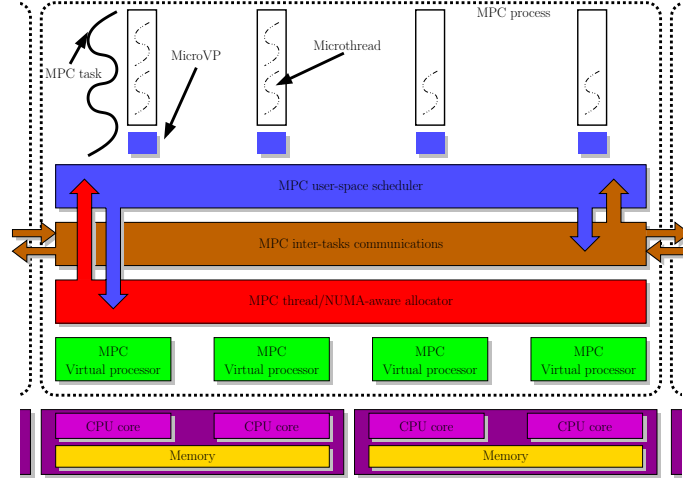 MPC process
Microthread
MicroVP
MPC task
MPC user-space scheduler
MPC inter-tasks communications
MPC thread/NUMA-aware allocator
MPC
Virtual processor
MPC
Virtual processor
MPC
Virtual processor
MPC
Virtual processor
CPU core
CPU core
CPU core
CPU core
Memory
Memory